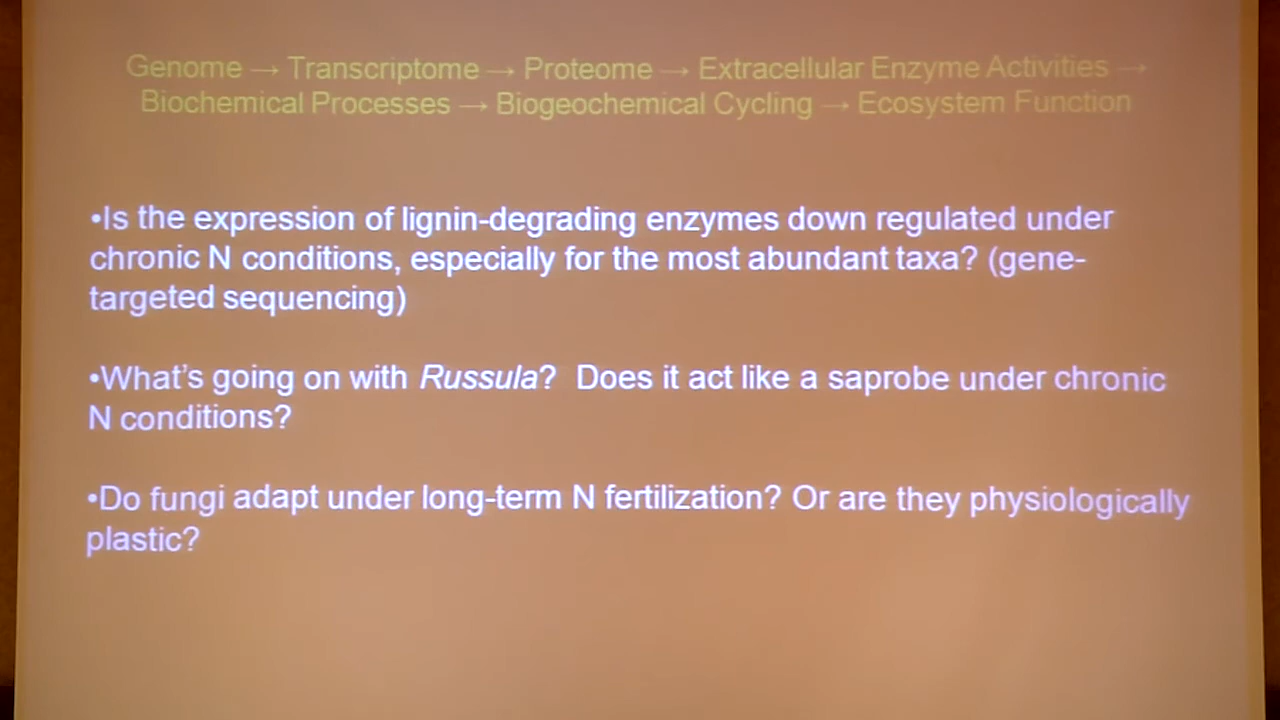 Genome → Transcriptome → Proteome → Extracellular Enzyme Activities →
Biochemical Processes → Biogeochemical Cycling → Ecosystem Function
•Is the expression of lignin-degrading enzymes down regulated under
chronic N conditions, especially for the most abundant taxa? (gene-
targeted sequencing)
•What's going on with Russula?  Does it act like a saprobe under chronic
N conditions?
•Do fungi adapt under long-term N fertilization? Or are they physiologically
plastic?